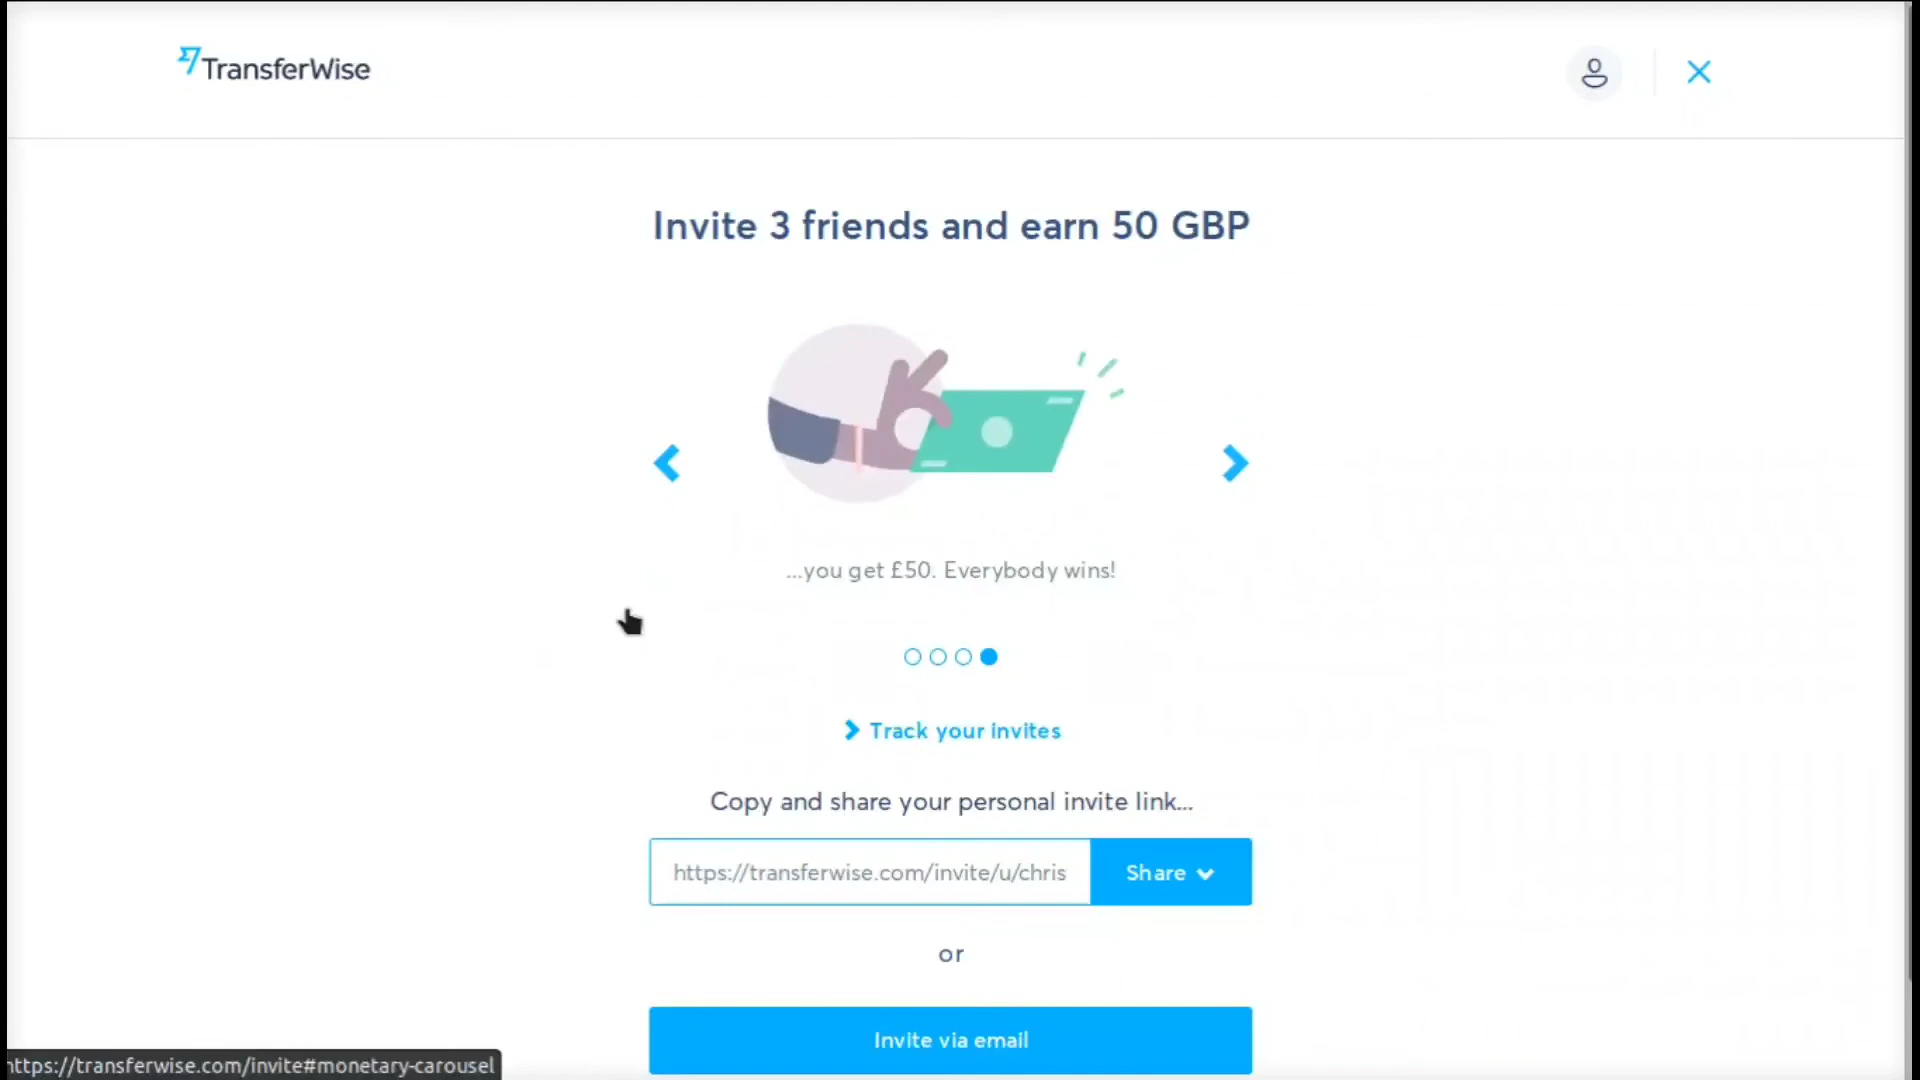 TransferWise
Invite 3 friends and earn 50 GBP
...you get £50. Everybody wins!
Track your invites
Copy and share your personal invite link...
https://transferwise.com/invite/u/chris
Share
or
Invite via email
https://transferwise.com/invite#monetary-carousel